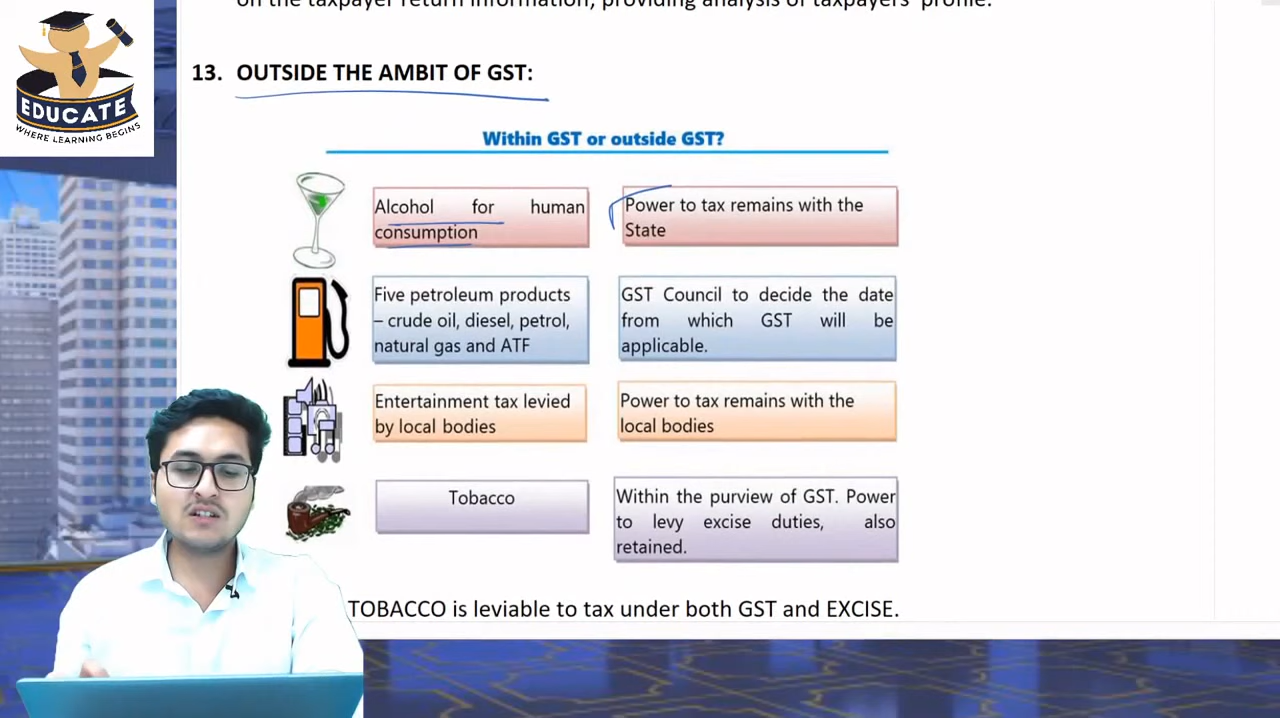 on the taxpayer return information, providing analysis of taxpayers' profile.
EDUCATE
WHERE LEARNING BEGINS
13. OUTSIDE THE AMBIT OF GST:
Within GST or outside GST?
Alcohol for human
consumption
Power to tax remains with the
State
Five petroleum products
– crude oil, diesel, petrol,
natural gas and ATF
GST Council to decide the date
from which GST will be
applicable.
Entertainment tax levied
by local bodies
Power to tax remains with the
local bodies
Tobacco
Within the purview of GST. Power
to levy excise duties, also
retained.
TOBACCO is leviable to tax under both GST and EXCISE.